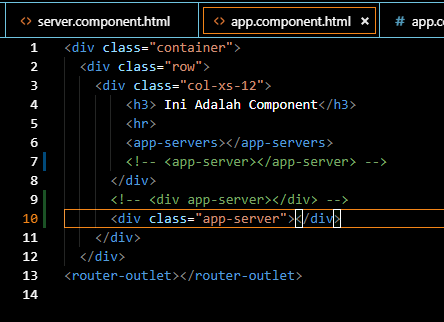 <> server.component.html <> app.component.html × <> app.c
1 <div class="container">
2 <div class="row">
3 <div class="col-xs-12">
4 <h3> Ini Adalah Component</h3>
5 <hr>
6 <app-servers></app-servers>
7 <!-- <app-server></app-server> -->
8 </div>
9 <!-- <div app-server></div> -->
10 <div class="app-server"></div>
11 </div>
12 </div>
13 <router-outlet></router-outlet>
14